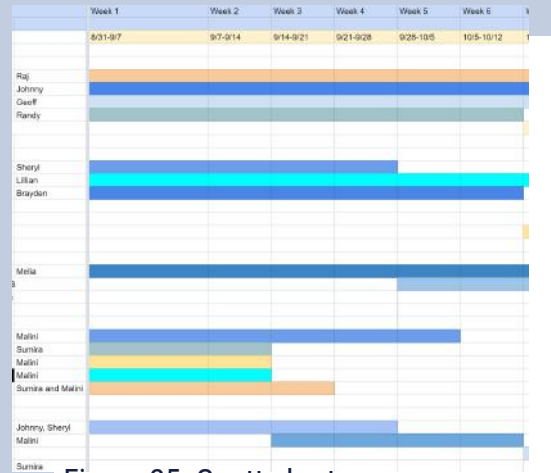 Week 1 Week 2 Week 3 Week 4 Week 5 Week 6
8/31-9/7 9/7-9/14 9/14-9/21 9/21-9/28 9/28-10/5 10/5-10/12
Raj
Johnny
Geoff
Randy
Sheryl
Lillian
Brayden
Melia
Malini
Sumira
Malini
Malini
Sumira and Malini
Johnny, Sheryl
Malini
Sumira